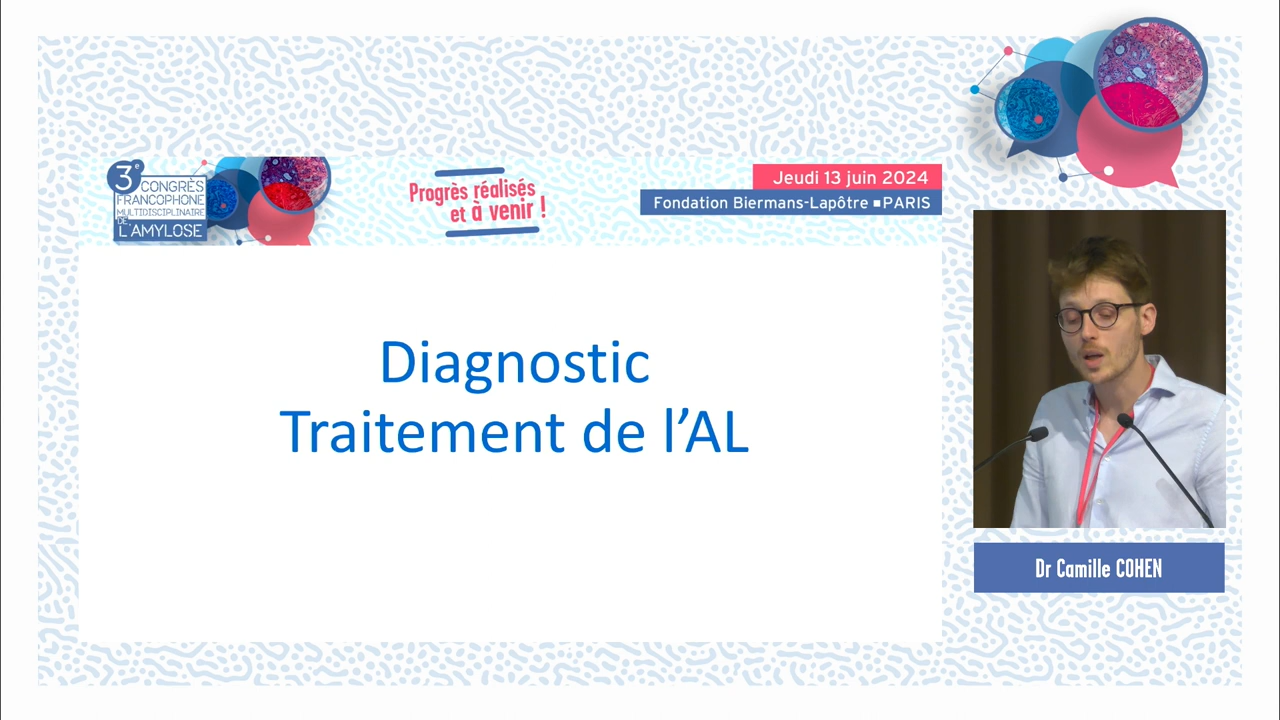 3e
CONGRÈS
FRANCOPHONE
MULTIDISCIPLINAIRE
DE
L'AMYLOSE
Progrès réalisés
et à venir !
Jeudi 13 juin 2024
Fondation Biermans-Lapôtre ■ PARIS
Diagnostic
Traitement de l’AL
Dr Camille COHEN